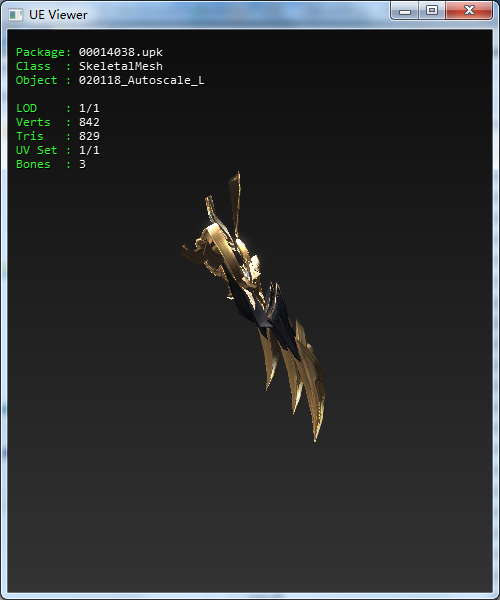 UE Viewer
Package: 00014038.upk
Class  : SkeletalMesh
Object : 020118_Autoscale_L
LOD    : 1/1
Verts  : 842
Tris   : 829
UV Set : 1/1
Bones  : 3